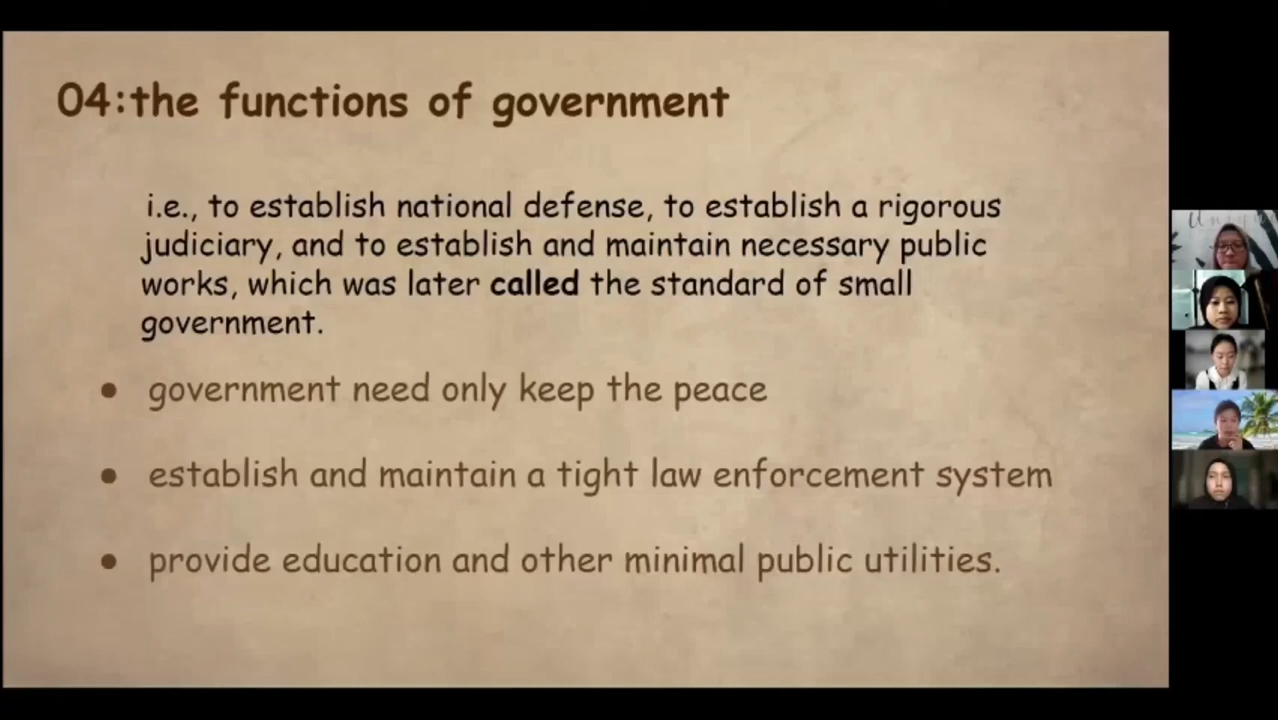 04:the functions of government
i.e., to establish national defense, to establish a rigorous
judiciary, and to establish and maintain necessary public
works, which was later called the standard of small
government.
• government need only keep the peace
• establish and maintain a tight law enforcement system
• provide education and other minimal public utilities.